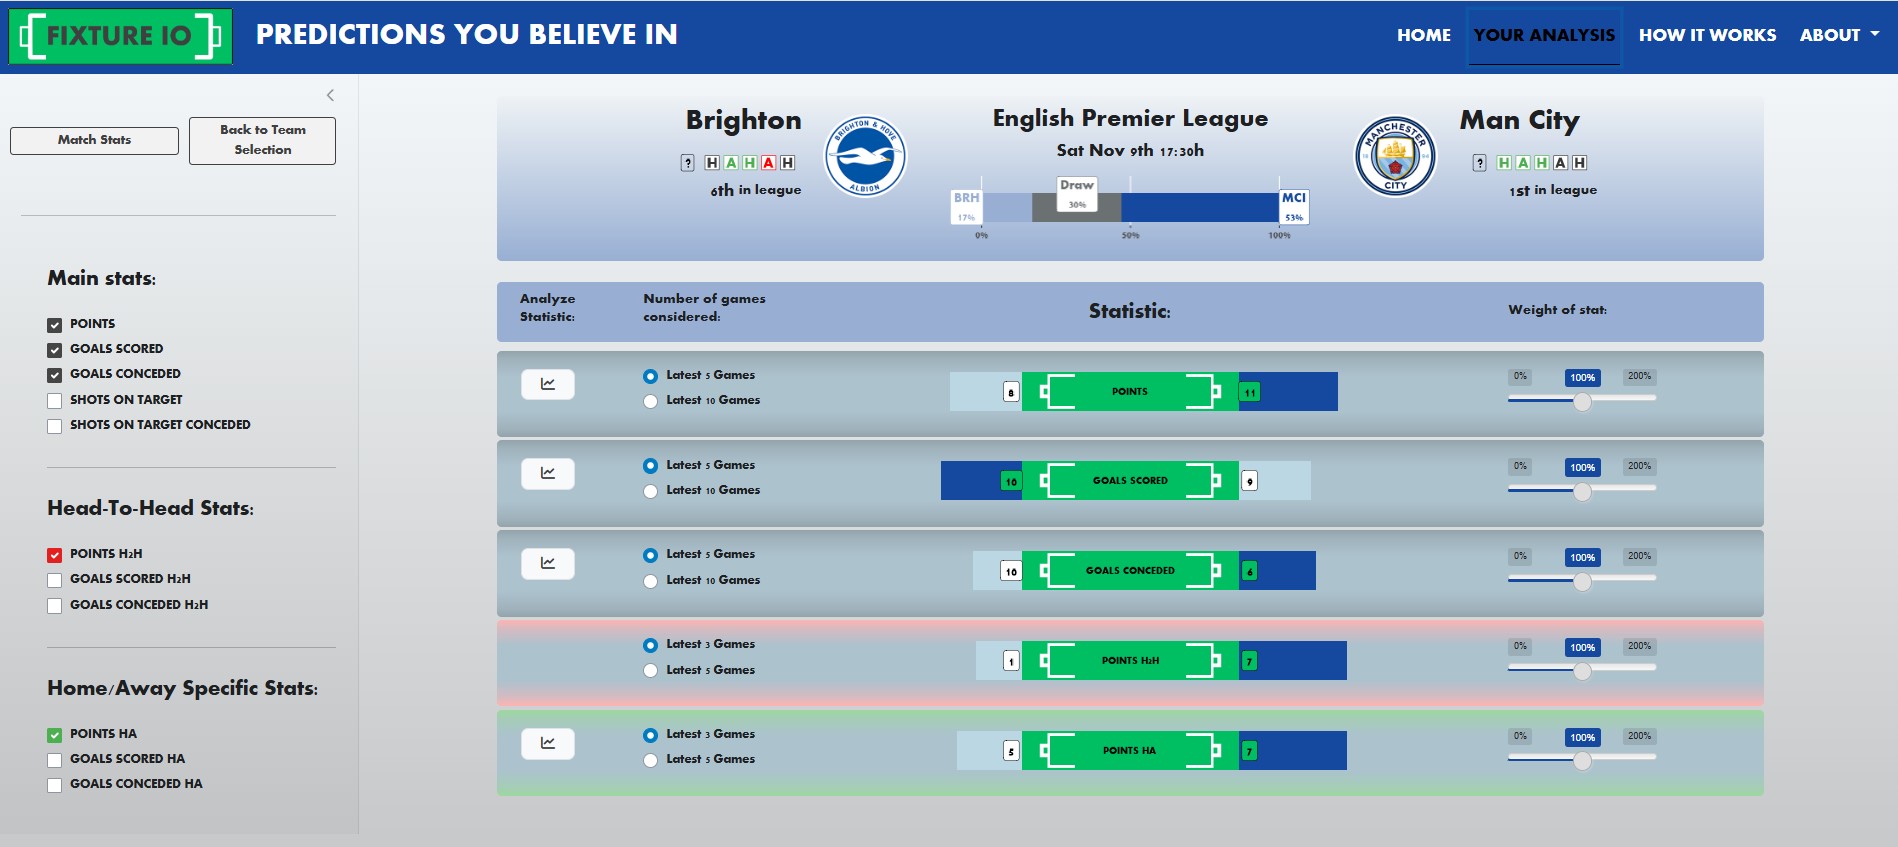 FIXTURE IO
PREDICTIONS YOU BELIEVE IN
HOME
YOUR ANALYSIS
HOW IT WORKS
ABOUT
Match Stats
Back to Team
Selection
Main stats:
POINTS
GOALS SCORED
GOALS CONCEDED
SHOTS ON TARGET
SHOTS ON TARGET CONCEDED
Head-To-Head Stats:
POINTS H2H
GOALS SCORED H2H
GOALS CONCEDED H2H
Home/Away Specific Stats:
POINTS HA
GOALS SCORED HA
GOALS CONCEDED HA
Brighton
? H A H A H
6th in league
BRIGHTON & HOVE
ALBION
English Premier League
Sat Nov 9th 17:30h
BRH
17%
Draw
30%
MCI
53%
0% 50% 100%
MANCHESTER
18 94
CITY
Man City
? H A H A H
1st in league
Analyze
Statistic:
Number of games
considered:
Statistic:
Weight of stat:
Latest 5 Games
Latest 10 Games
8 POINTS 11
0% 100% 200%
Latest 5 Games
Latest 10 Games
10 GOALS SCORED 9
0% 100% 200%
Latest 5 Games
Latest 10 Games
10 GOALS CONCEDED 6
0% 100% 200%
Latest 3 Games
Latest 5 Games
1 POINTS H2H 7
0% 100% 200%
Latest 3 Games
Latest 5 Games
5 POINTS HA 7
0% 100% 200%